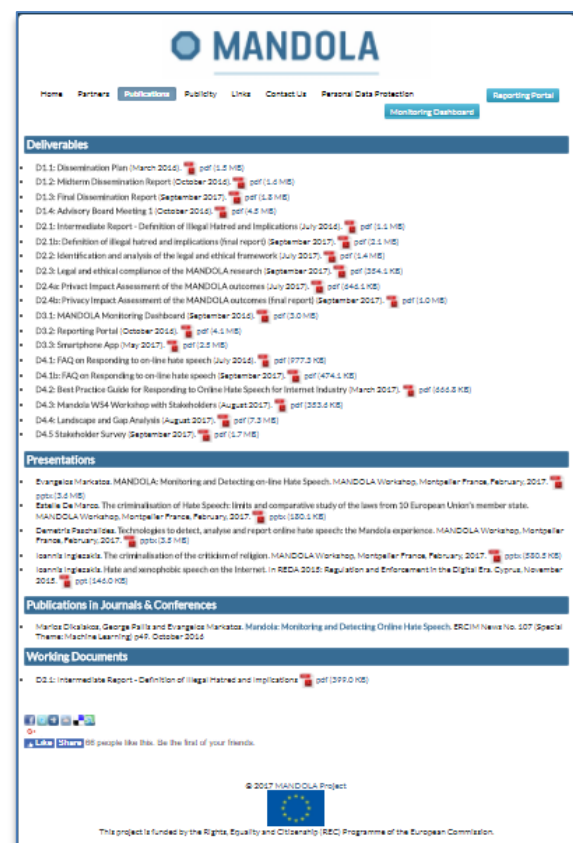 MANDOLA
Home Partners Publications Publicity Links Contact Us Personal Data Protection Reporting Portal
Monitoring Dashboard
Deliverables
D1.1: Dissemination Plan (March 2016). pdf (1.5 MB)
D1.2: Midterm Dissemination Report (October 2016). pdf (1.6 MB)
D1.3: Final Dissemination Report (September 2017). pdf (1.8 MB)
D1.4: Advisory Board Meeting 1 (October 2016). pdf (4.5 MB)
D2.1: Intermediate Report - Definition of Illegal Hatred and Implications (July 2016). pdf (1.1 MB)
D2.1b: Definition of illegal hatred and implications (final report) (September 2017). pdf (2.1 MB)
D2.2: Identification and analysis of the legal and ethical framework (July 2017). pdf (1.4 MB)
D2.3: Legal and ethical compliance of the MANDOLA research (September 2017). pdf (354.1 KB)
D2.4a: Privact Impact Assessment of the MANDOLA outcomes (July 2017). pdf (646.1 KB)
D2.4b: Privacy Impact Assessment of the MANDOLA outcomes (final report) (September 2017). pdf (1.0 MB)
D3.1: MANDOLA Monitoring Dashboard (September 2016). pdf (3.0 MB)
D3.2: Reporting Portal (October 2016). pdf (4.1 MB)
D3.3: Smartphone App (May 2017). pdf (2.5 MB)
D4.1: FAQ on Responding to on-line hate speech (July 2016). pdf (977.3 KB)
D4.1b: FAQ on Responding to on-line hate speech (September 2017). pdf (474.1 KB)
D4.2: Best Practice Guide for Responding to Online Hate Speech for Internet Industry (March 2017). pdf (666.8 KB)
D4.3: Mandola WS4 Workshop with Stakeholders (August 2017). pdf (353.6 KB)
D4.4: Landscape and Gap Analysis (August 2017). pdf (7.3 MB)
D4.5 Stakeholder Survey (September 2017). pdf (1.7 MB)
Presentations
Evangelos Markatos. MANDOLA: Monitoring and Detecting on-line Hate Speech. MANDOLA Workshop, Montpelier France, February, 2017.
pptx (3.6 MB)
Estelle De Marco. The criminalisation of Hate Speech: limits and comparative study of the laws from 10 European Union's member state.
MANDOLA Workshop, Montpelier France, February, 2017. pptx (180.1 KB)
Demetris Paschalides. Technologies to detect, analyse and report online hate speech: the Mandola experience. MANDOLA Workshop, Montpelier
France, February, 2017. pptx (3.5 MB)
Ioannis Inglezakis. The criminalisation of the criticism of religion. MANDOLA Workshop, Montpelier France, February, 2017. pptx (580.5 KB)
Ioannis Inglezakis. Hate and xenophobic speech on the Internet. In REDA 2015: Regulation and Enforcement in the Digital Era. Cyprus, November
2015. ppt (146.0 KB)
Publications in Journals & Conferences
Marios Dikaiakos, George Pallis and Evangelos Markatos. Mandola: Monitoring and Detecting Online Hate Speech. ERCIM News No. 107 (Special
Theme: Machine Learning) p49. October 2016
Working Documents
D2.1: Intermediate Report - Definition of Illegal Hatred and Implications pdf (399.0 KB)
G+
Like Share 66 people like this. Be the first of your friends.
© 2017 MANDOLA Project
This project is funded by the Rights, Equality and Citizenship (REC) Programme of the European Commission.